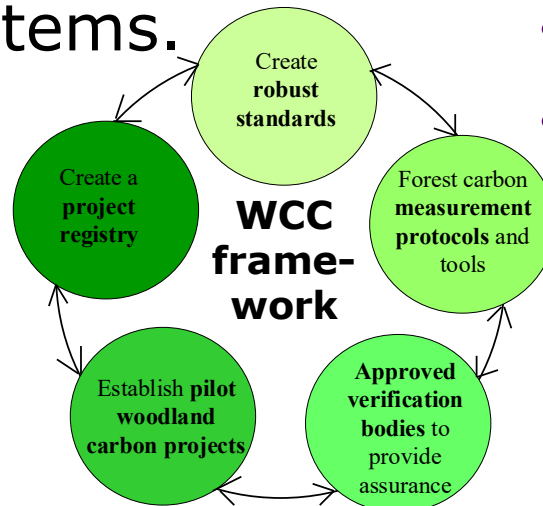 tems.
Create
robust
standards
Create a
project
registry
WCC
frame-
work
Forest carbon
measurement
protocols and
tools
Establish pilot
woodland
carbon projects
Approved
verification
bodies to
provide
assurance